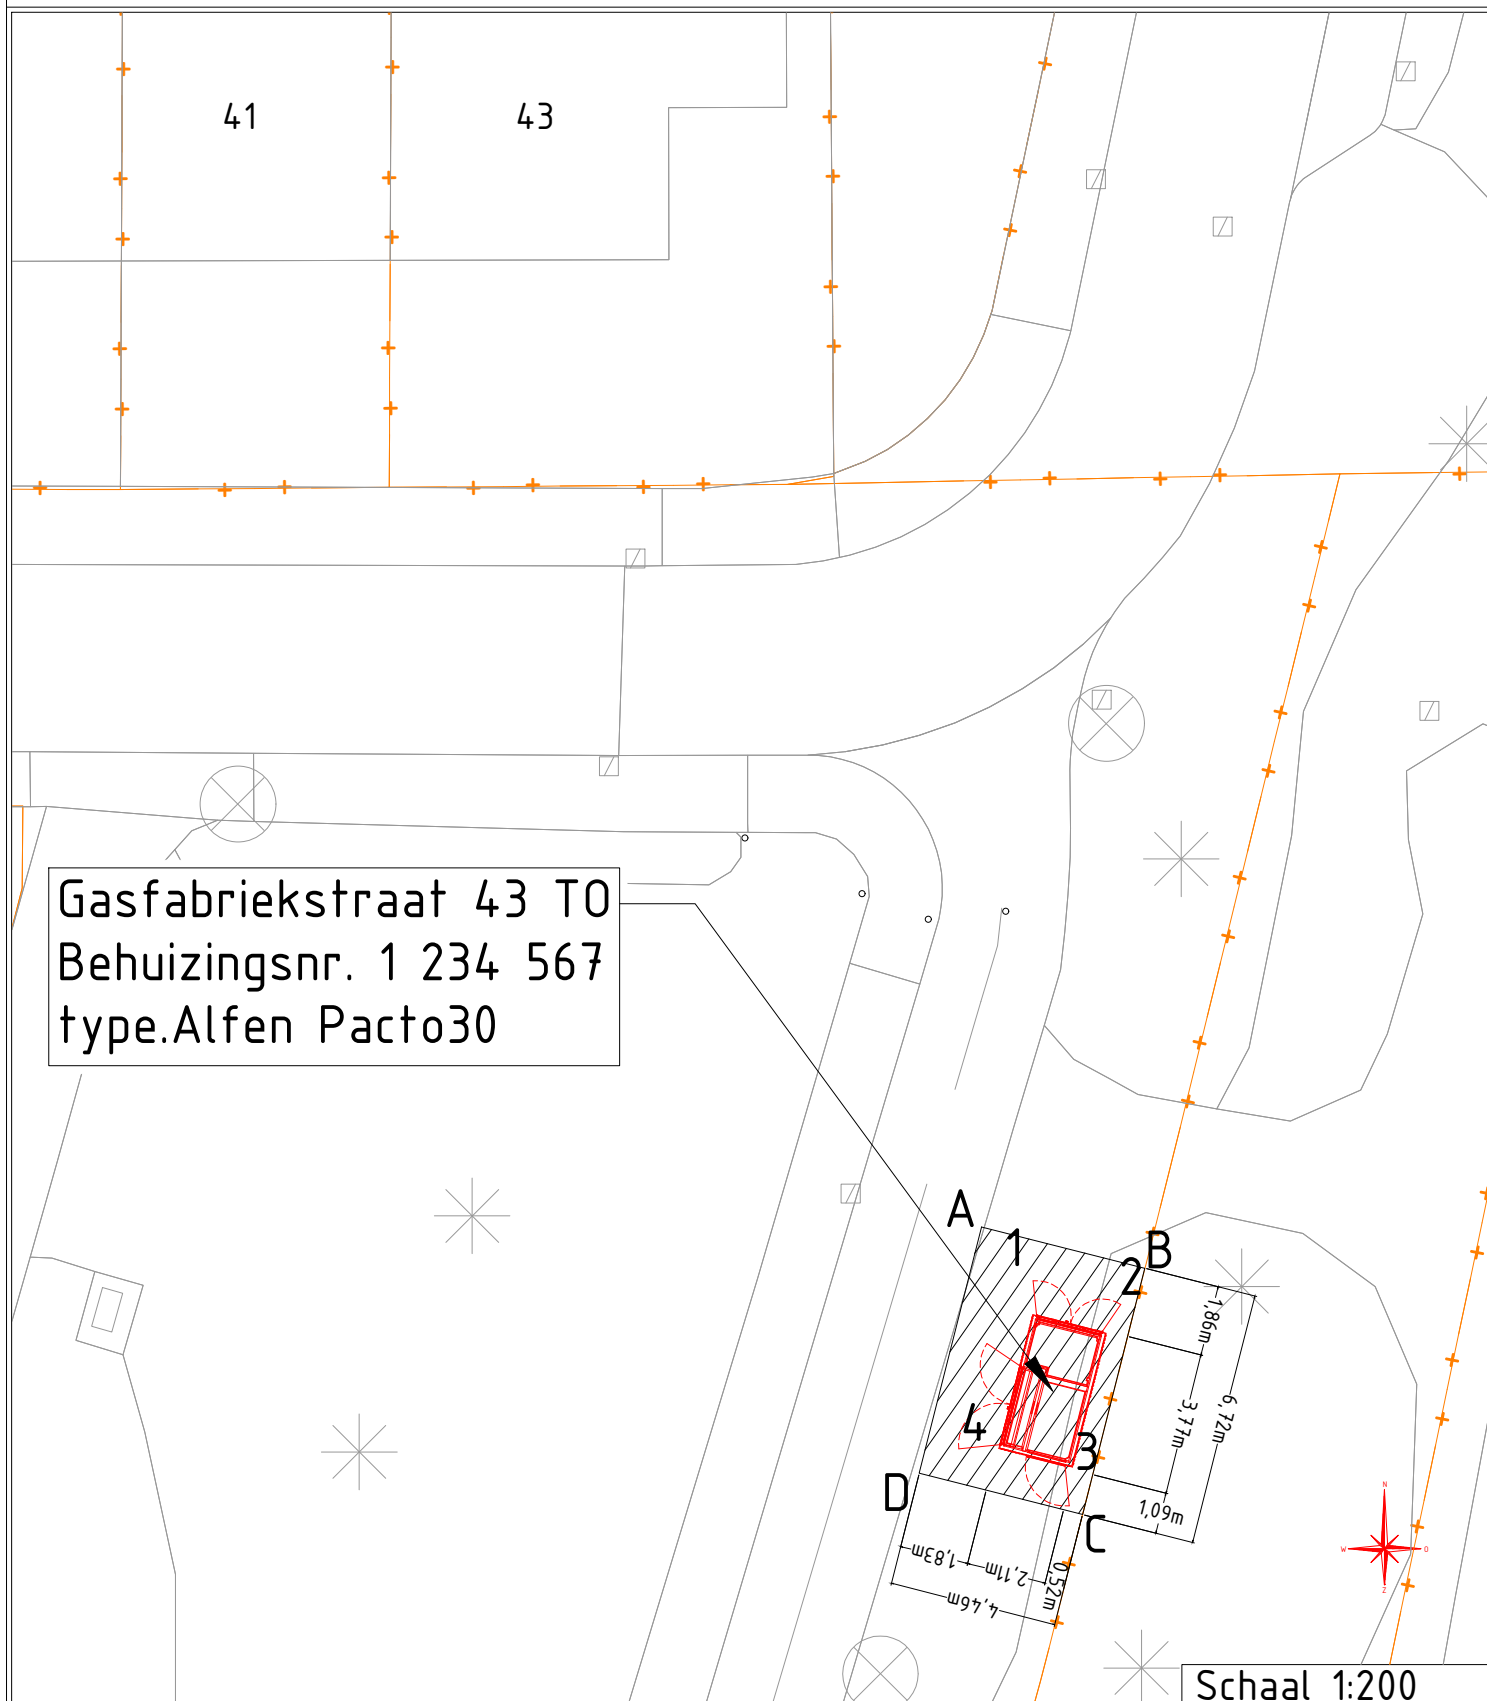 41
43
Gasfabriekstraat 43 TO
Behuizingsnr. 1 234 567
type.Alfen Pacto30
A
1
B
2
1,86m
3,77m
6,72m
4
3
D
C
1,09m
1,83m
2,11m
0,52m
4,46m
N
W
O
Z
Schaal 1:200